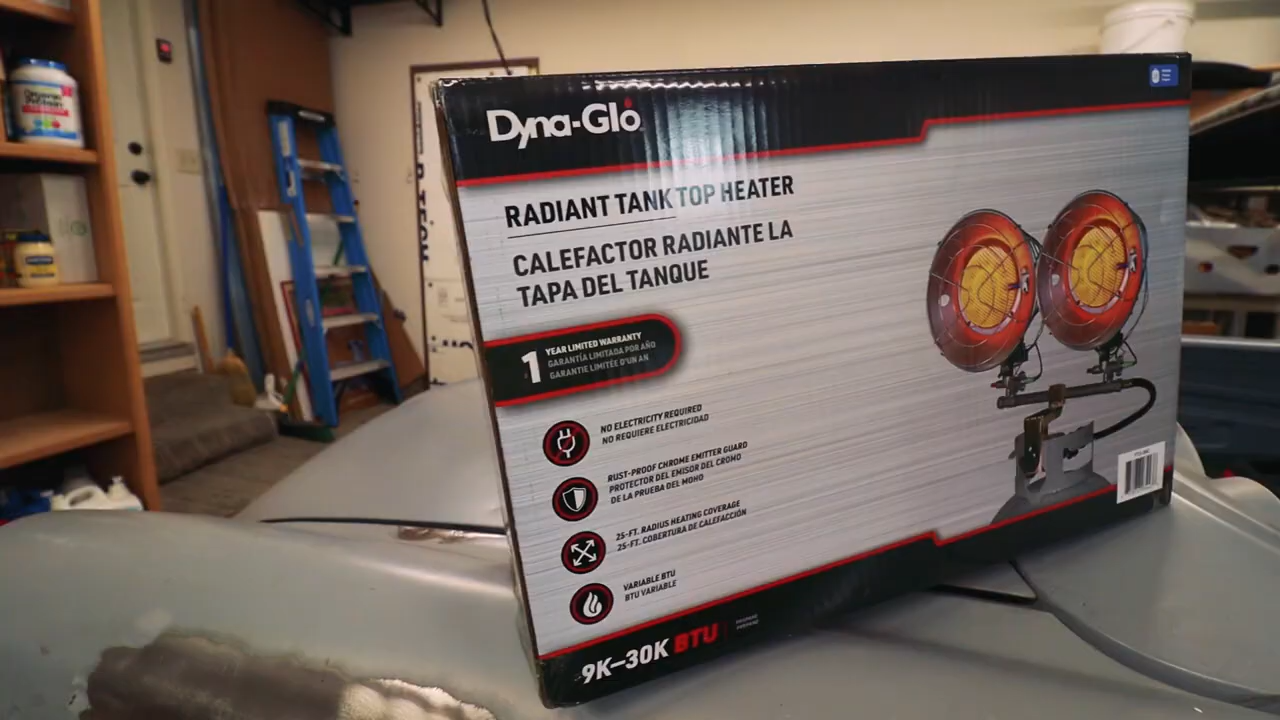 Dyna-Glo
RADIANT TANK TOP HEATER
CALEFACTOR RADIANTE LA
TAPA DEL TANQUE
1
YEAR LIMITED WARRANTY
GARANTÍA LIMITADA POR AÑO
GARANTIE LIMITÉE D'UN AN
NO ELECTRICITY REQUIRED
NO REQUIERE ELECTRICIDAD
RUST-PROOF CHROME EMITTER GUARD
PROTECTOR DEL EMISOR DEL CROMO
DE LA PRUEBA DEL MOHO
25-FT. RADIUS HEATING COVERAGE
25-FT. COBERTURA DE CALEFACCIÓN
VARIABLE BTU
BTU VARIABLE
9K–30K BTU
Organic
Protein